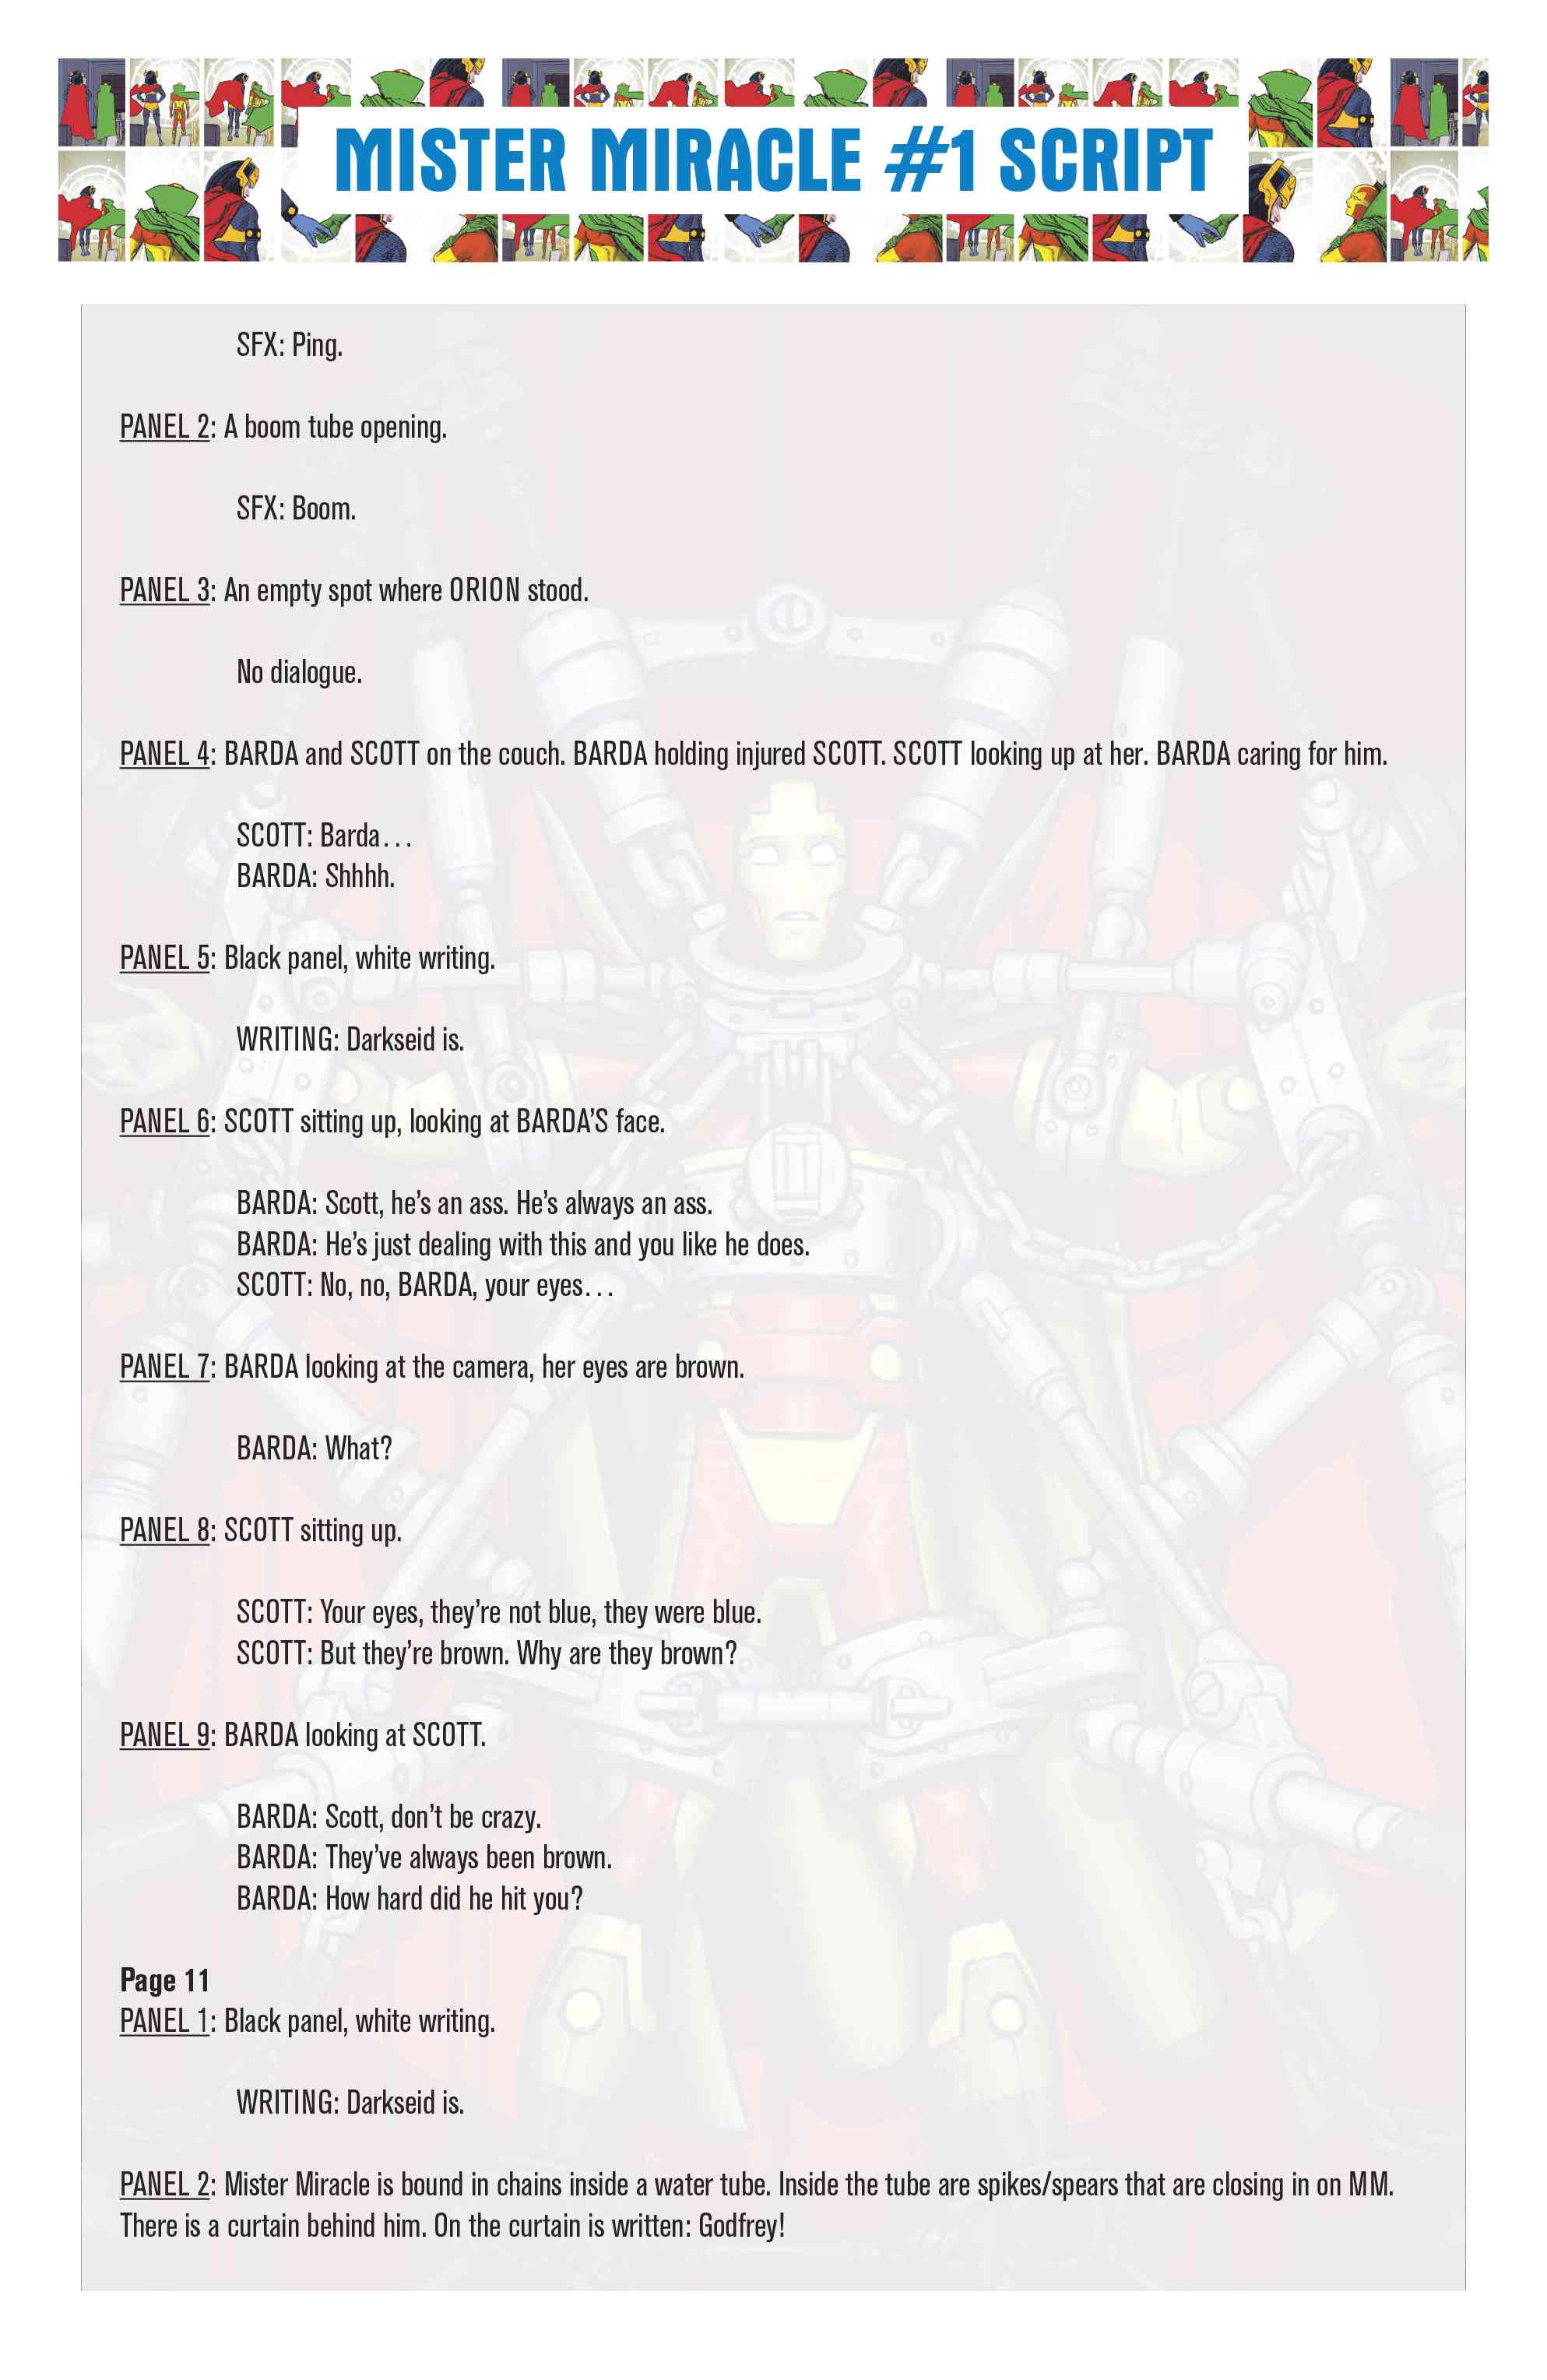 MISTER MIRACLE #1 SCRIPT
SFX: Ping.
PANEL 2: A boom tube opening.
SFX: Boom.
PANEL 3: An empty spot where ORION stood.
No dialogue.
PANEL 4: BARDA and SCOTT on the couch. BARDA holding injured SCOTT. SCOTT looking up at her. BARDA caring for him.
SCOTT: Barda…
BARDA: Shhhh.
PANEL 5: Black panel, white writing.
WRITING: Darkseid is.
PANEL 6: SCOTT sitting up, looking at BARDA’S face.
BARDA: Scott, he’s an ass. He’s always an ass.
BARDA: He’s just dealing with this and you like he does.
SCOTT: No, no, BARDA, your eyes…
PANEL 7: BARDA looking at the camera, her eyes are brown.
BARDA: What?
PANEL 8: SCOTT sitting up.
SCOTT: Your eyes, they’re not blue, they were blue.
SCOTT: But they’re brown. Why are they brown?
PANEL 9: BARDA looking at SCOTT.
BARDA: Scott, don’t be crazy.
BARDA: They’ve always been brown.
BARDA: How hard did he hit you?
Page 11
PANEL 1: Black panel, white writing.
WRITING: Darkseid is.
PANEL 2: Mister Miracle is bound in chains inside a water tube. Inside the tube are spikes/spears that are closing in on MM.
There is a curtain behind him. On the curtain is written: Godfrey!